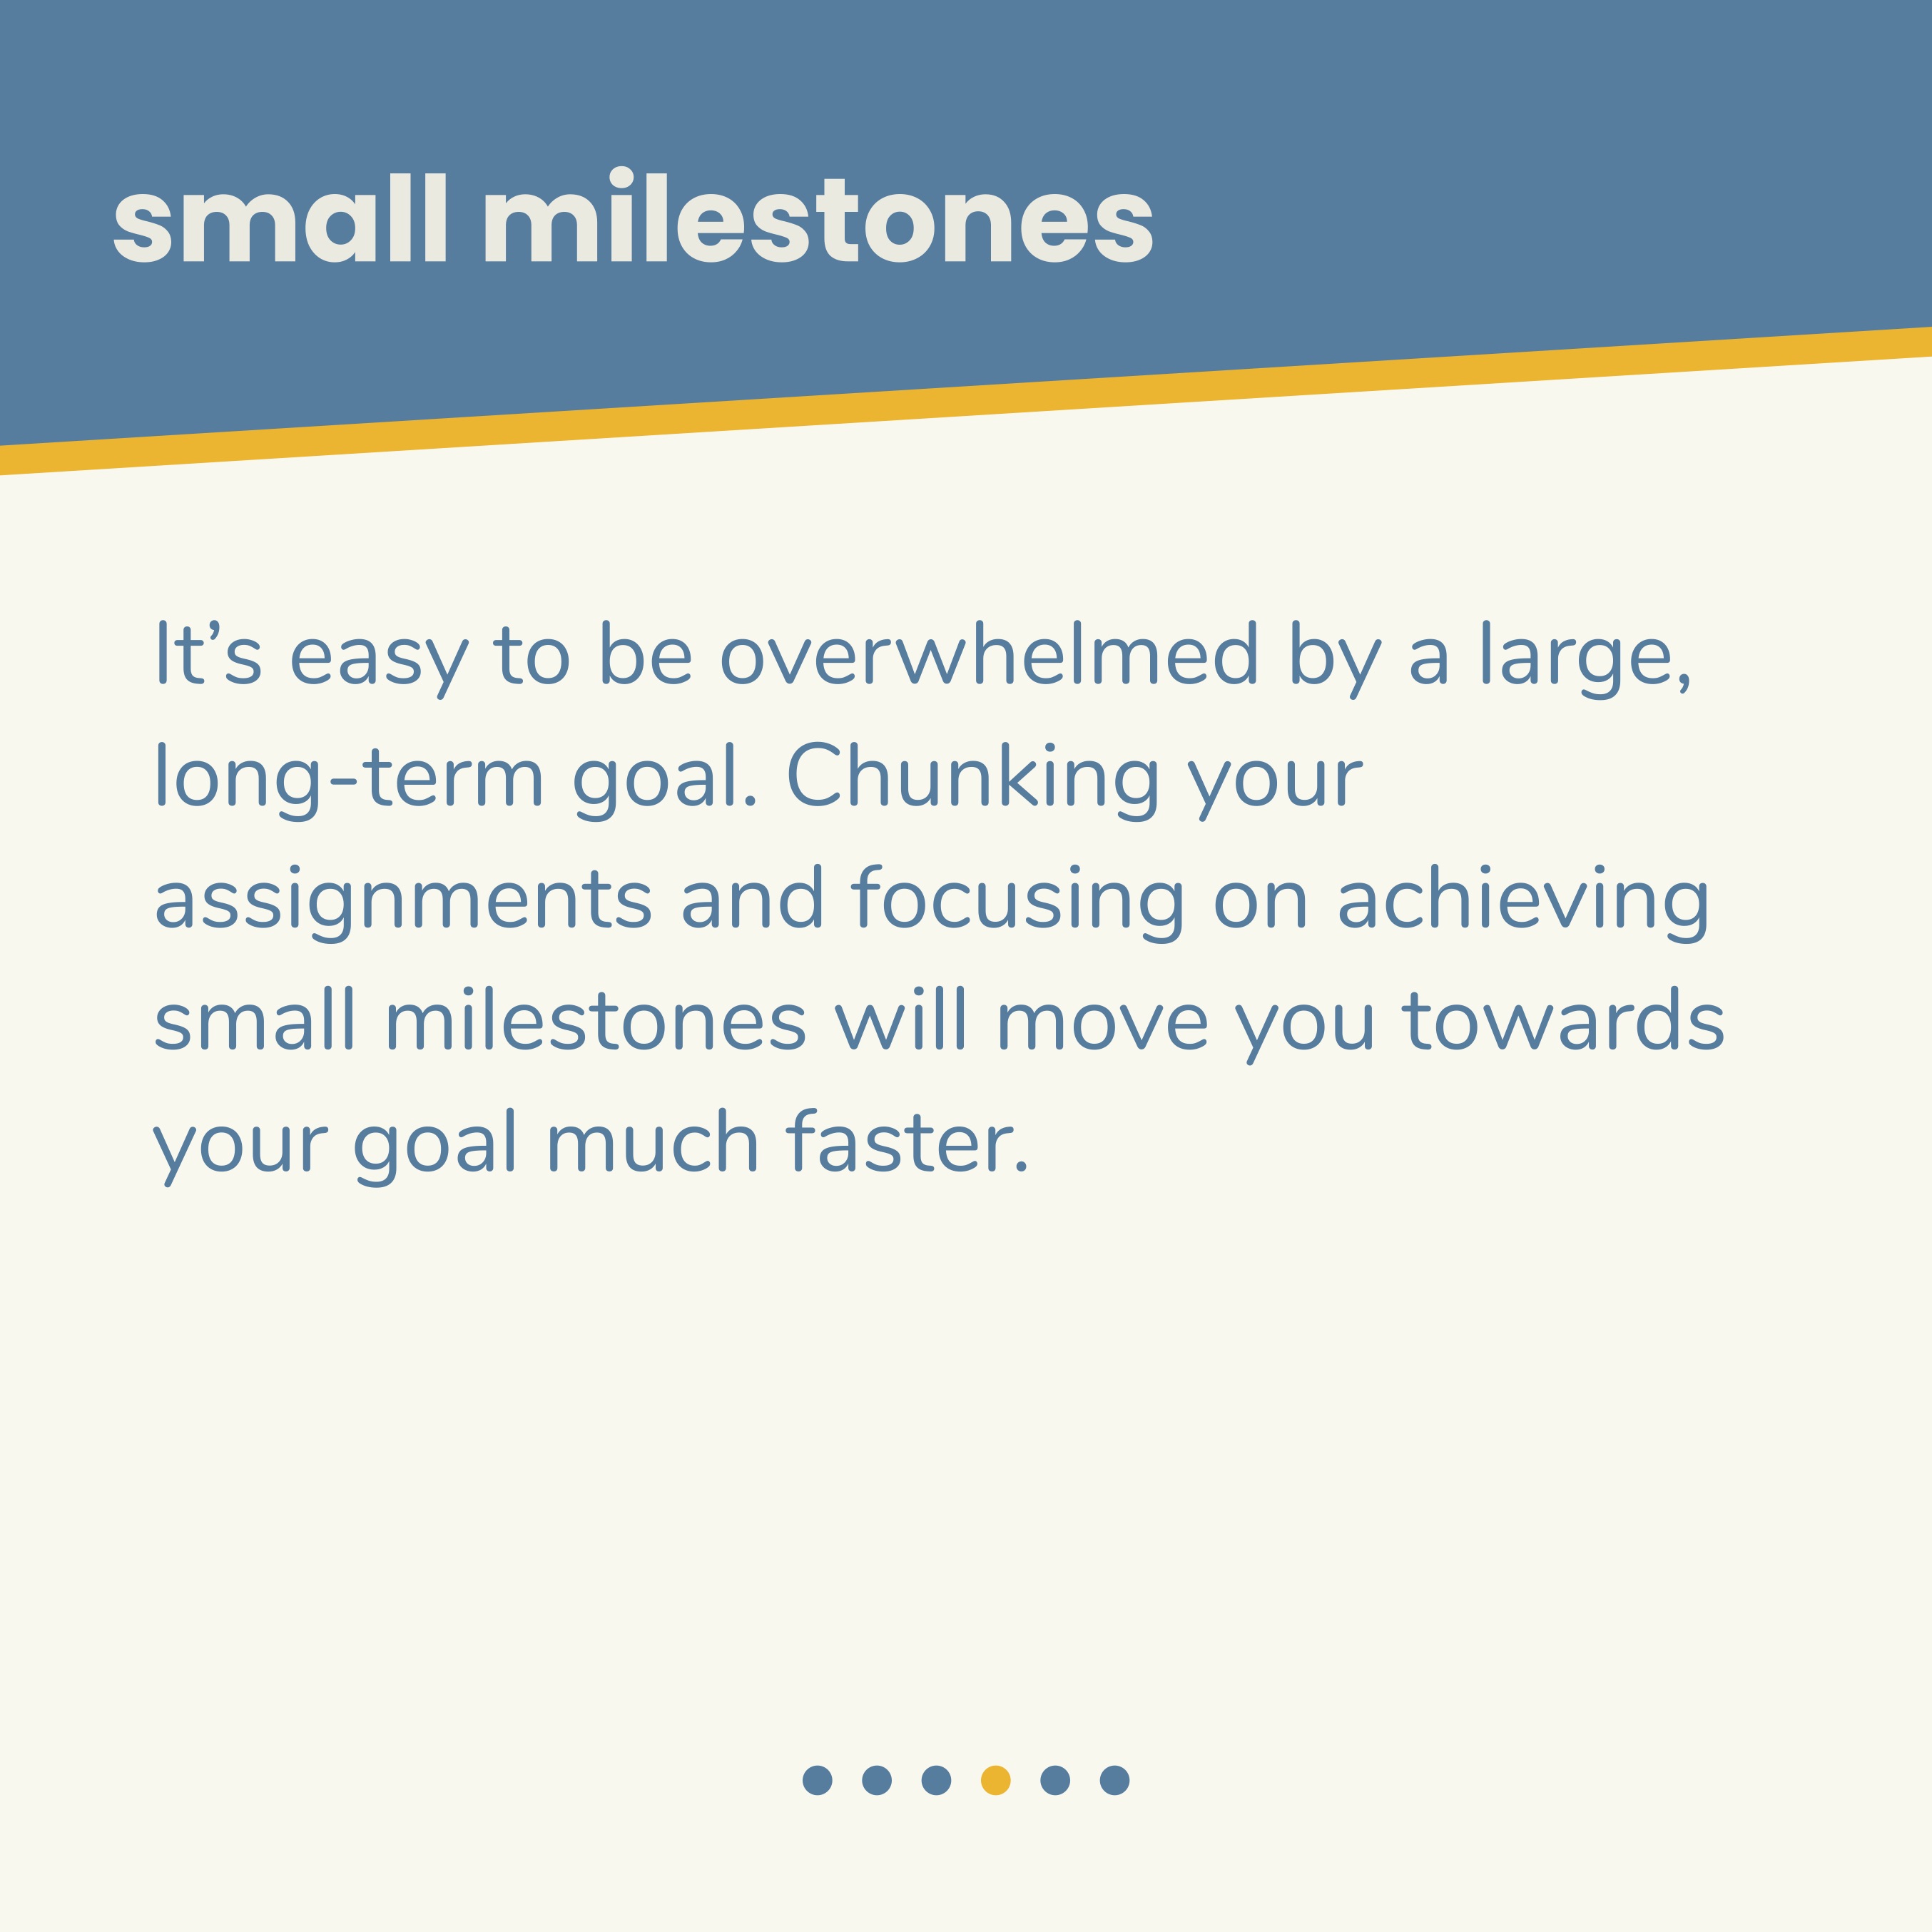 small milestones
It’s easy to be overwhelmed by a large,
long-term goal. Chunking your
assignments and focusing on achieving
small milestones will move you towards
your goal much faster.